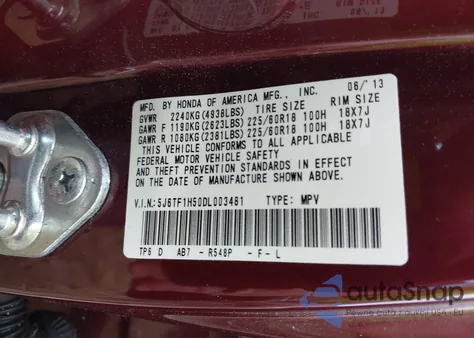 MFD. BY HONDA OF AMERICA MFG., INC. 06/'13
GVWR 2240KG (4938LBS) TIRE SIZE RIM SIZE
GAWR F 1190KG (2623LBS) 225/60R18 100H 18X7J
GAWR R 1080KG (2381LBS) 225/60R18 100H 18X7J
THIS VEHICLE CONFORMS TO ALL APPLICABLE
FEDERAL MOTOR VEHICLE SAFETY
AND THEFT PREVENTION STANDARDS IN EFFECT
ON THE DATE OF MANUFACTURE SHOWN ABOVE.
V.I.N.: 5J6TF1H50DL003481 TYPE: MPV
TP6 D AB7 - R548P - F - L
autoSnap